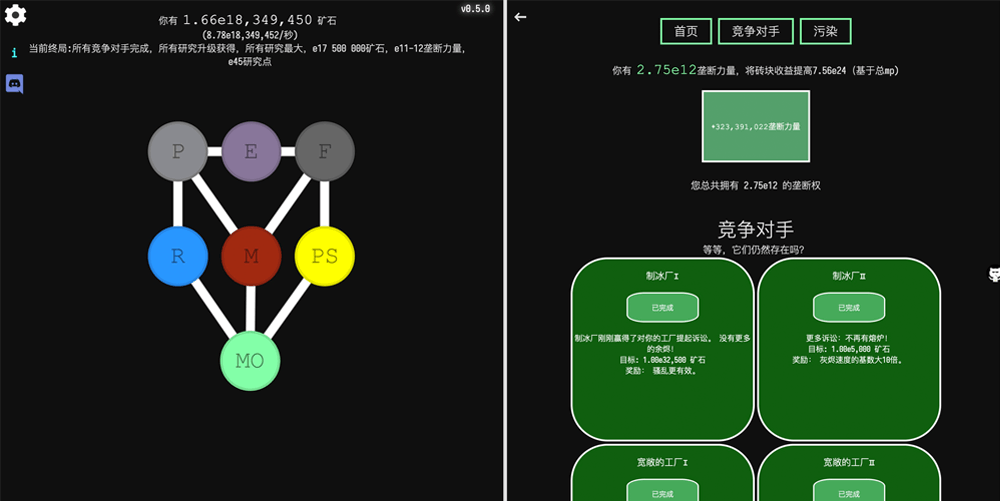 v0.5.0
你有 1.66e18,349,450 矿石
(8.78e18,349,452/秒)
当前终局:所有竞争对手完成，所有研究升级获得，所有研究最大，e17 500 000矿石，e11-12垄断力量，
e45研究点
i
P
E
F
R
M
PS
MO
首页
竞争对手
污染
你有 2.75e12垄断力量，将砖块收益提高7.56e24（基于总mp）
+323,391,022垄断力量
您总共拥有 2.75e12 的垄断权
竞争对手
等等，它们仍然存在吗？
制冰厂I
已完成
制冰厂刚刚赢得了对你的工厂提起诉讼。 没有更多
的余烬！
目标: 1.00e32,500 矿石
奖励: 骚乱更有效。
制冰厂II
已完成
更多诉讼: 不再有熔炉！
目标: 1.00e5,000 矿石
奖励: 灰烬速度的基数大10倍。
宽敞的工厂I
已完成
宽敞的工厂II
已完成